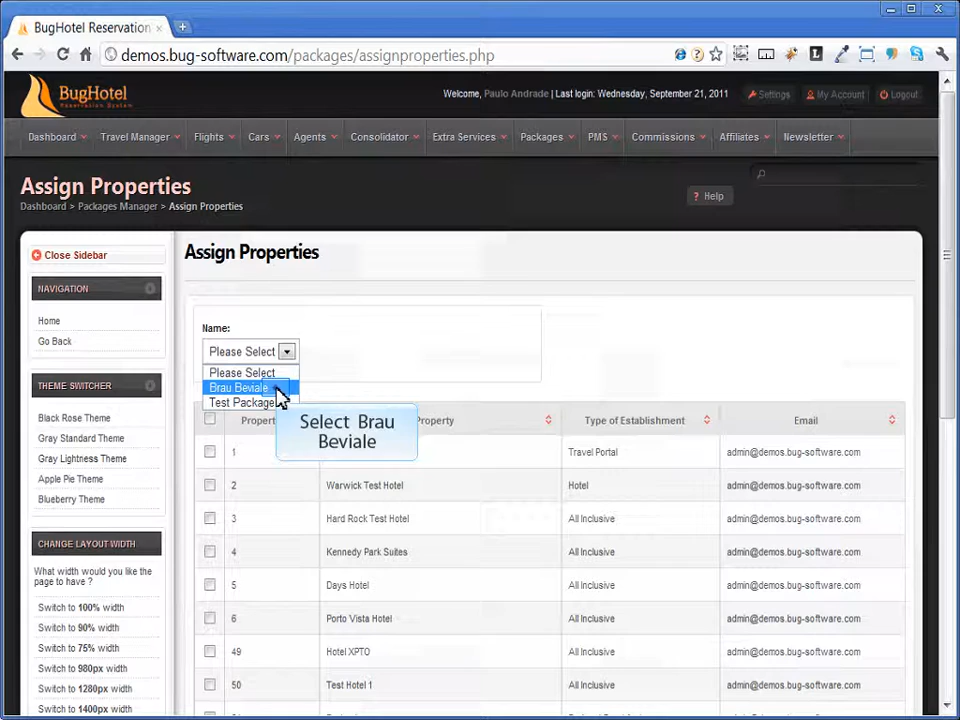 BugHotel Reservation
demos.bug-software.com/packages/assignproperties.php
BugHotel
Reservation System
Welcome, Paulo Andrade | Last login: Wednesday, September 21, 2011
Settings
My Account
Logout
Dashboard
Travel Manager
Flights
Cars
Agents
Consolidator
Extra Services
Packages
PMS
Commissions
Affiliates
Newsletter
Assign Properties
Dashboard > Packages Manager > Assign Properties
? Help
Close Sidebar
NAVIGATION
Home
Go Back
THEME SWITCHER
Black Rose Theme
Gray Standard Theme
Gray Lightness Theme
Apple Pie Theme
Blueberry Theme
CHANGE LAYOUT WIDTH
What width would you like the
page to have ?
Switch to 100% width
Switch to 90% width
Switch to 75% width
Switch to 980px width
Switch to 1280px width
Switch to 1400px width
Assign Properties
Name:
Please Select
Please Select
Brau Beviale
Test Package
Select Brau
Beviale
Property Type of Establishment Email
1 Travel Portal admin@demos.bug-software.com
2 Warwick Test Hotel Hotel admin@demos.bug-software.com
3 Hard Rock Test Hotel All Inclusive admin@demos.bug-software.com
4 Kennedy Park Suites All Inclusive admin@demos.bug-software.com
5 Days Hotel All Inclusive admin@demos.bug-software.com
6 Porto Vista Hotel All Inclusive admin@demos.bug-software.com
49 Hotel XPTO All Inclusive admin@demos.bug-software.com
50 Test Hotel 1 All Inclusive admin@demos.bug-software.com